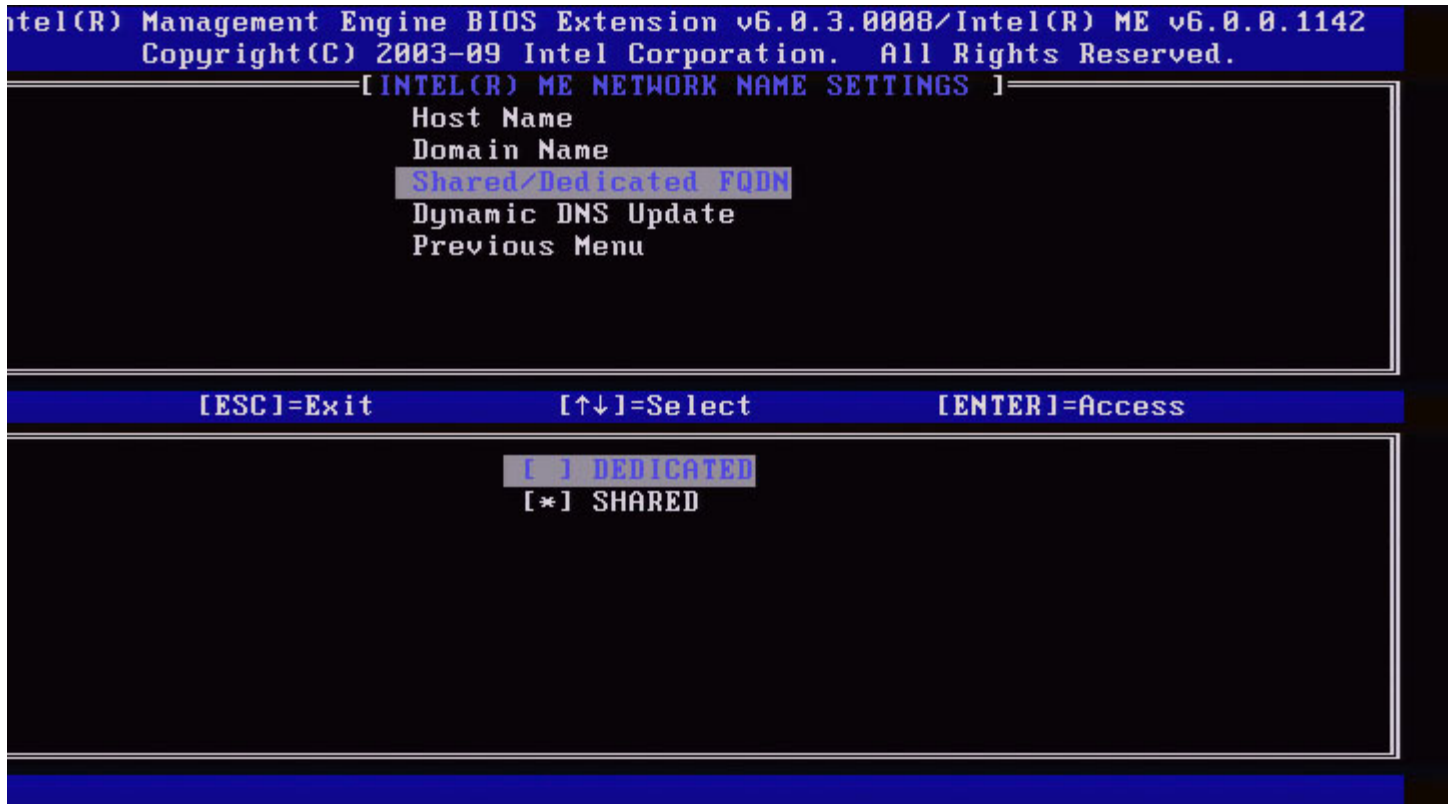 ntel(R) Management Engine BIOS Extension v6.0.3.0008/Intel(R) ME v6.0.0.1142
Copyright(C) 2003-09 Intel Corporation. All Rights Reserved.
[INTEL(R) ME NETWORK NAME SETTINGS ]
Host Name
Domain Name
Shared/Dedicated FQDN
Dynamic DNS Update
Previous Menu
[ESC]=Exit [↑↓]=Select [ENTER]=Access
[ ] DEDICATED
[*] SHARED